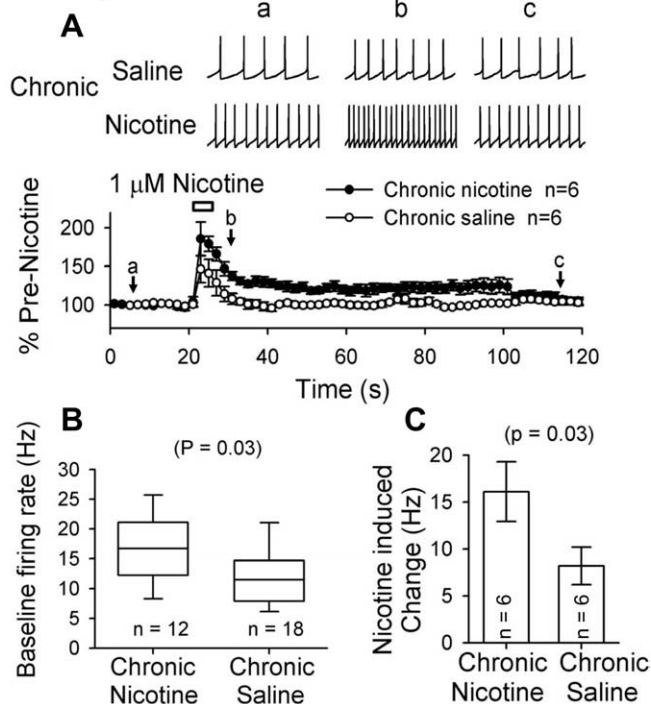 A
a b c
Chronic
Saline
Nicotine
1 μM Nicotine
Chronic nicotine n=6
Chronic saline n=6
a
b
c
% Pre-Nicotine
200
150
100
0 20 40 60 80 100 120
Time (s)
B
(P = 0.03)
Baseline firing rate (Hz)
30
25
20
15
10
5
0
n = 12 n = 18
Chronic Chronic
Nicotine Saline
C
(p = 0.03)
Nicotine induced
Change (Hz)
20
15
10
5
0
n = 6 n = 6
Chronic Chronic
Nicotine Saline